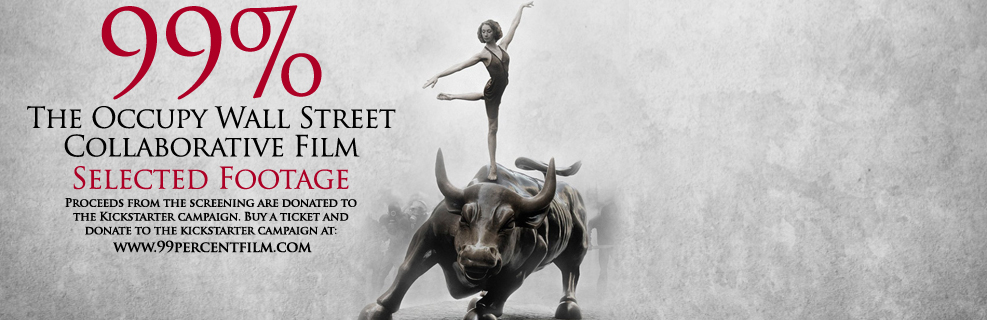 99%
The Occupy Wall Street
Collaborative Film
Selected Footage
Proceeds from the screening are donated to
the Kickstarter campaign. Buy a ticket and
donate to the kickstarter campaign at:
www.99percentfilm.com